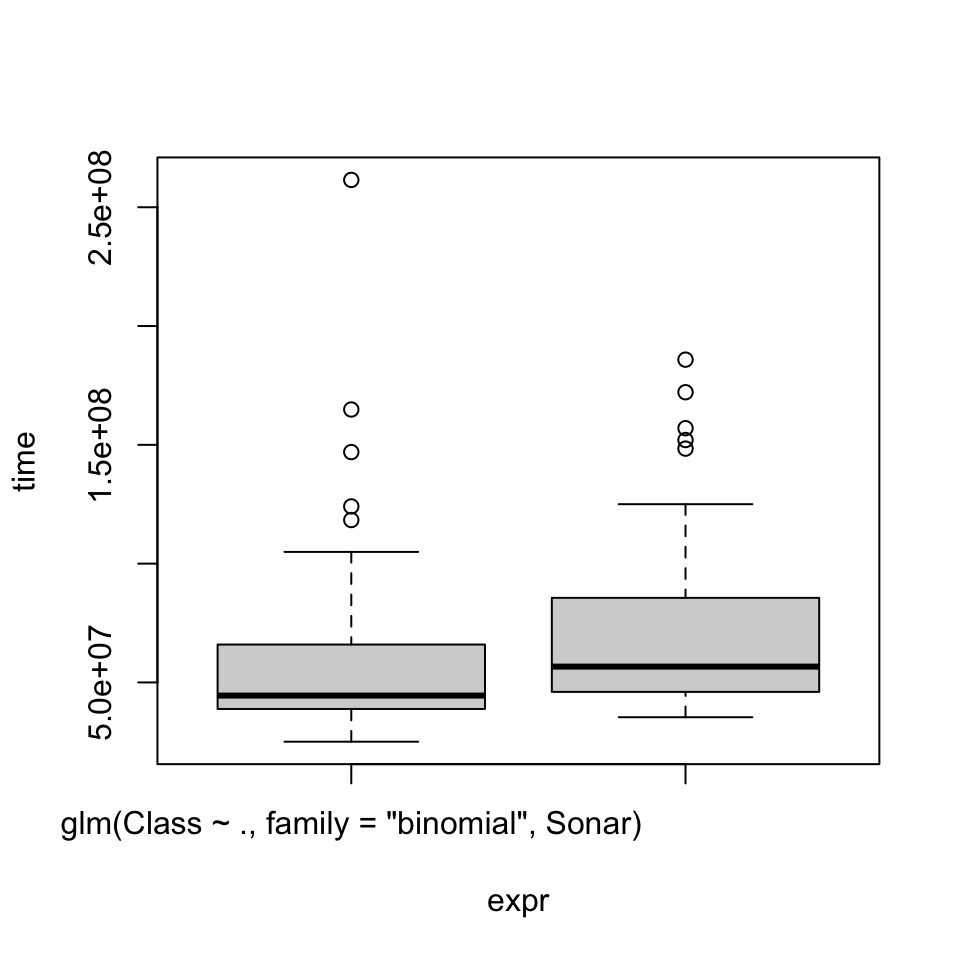 2.5e+08
1.5e+08
5.0e+07
time
glm(Class ~ ., family = "binomial", Sonar)
expr